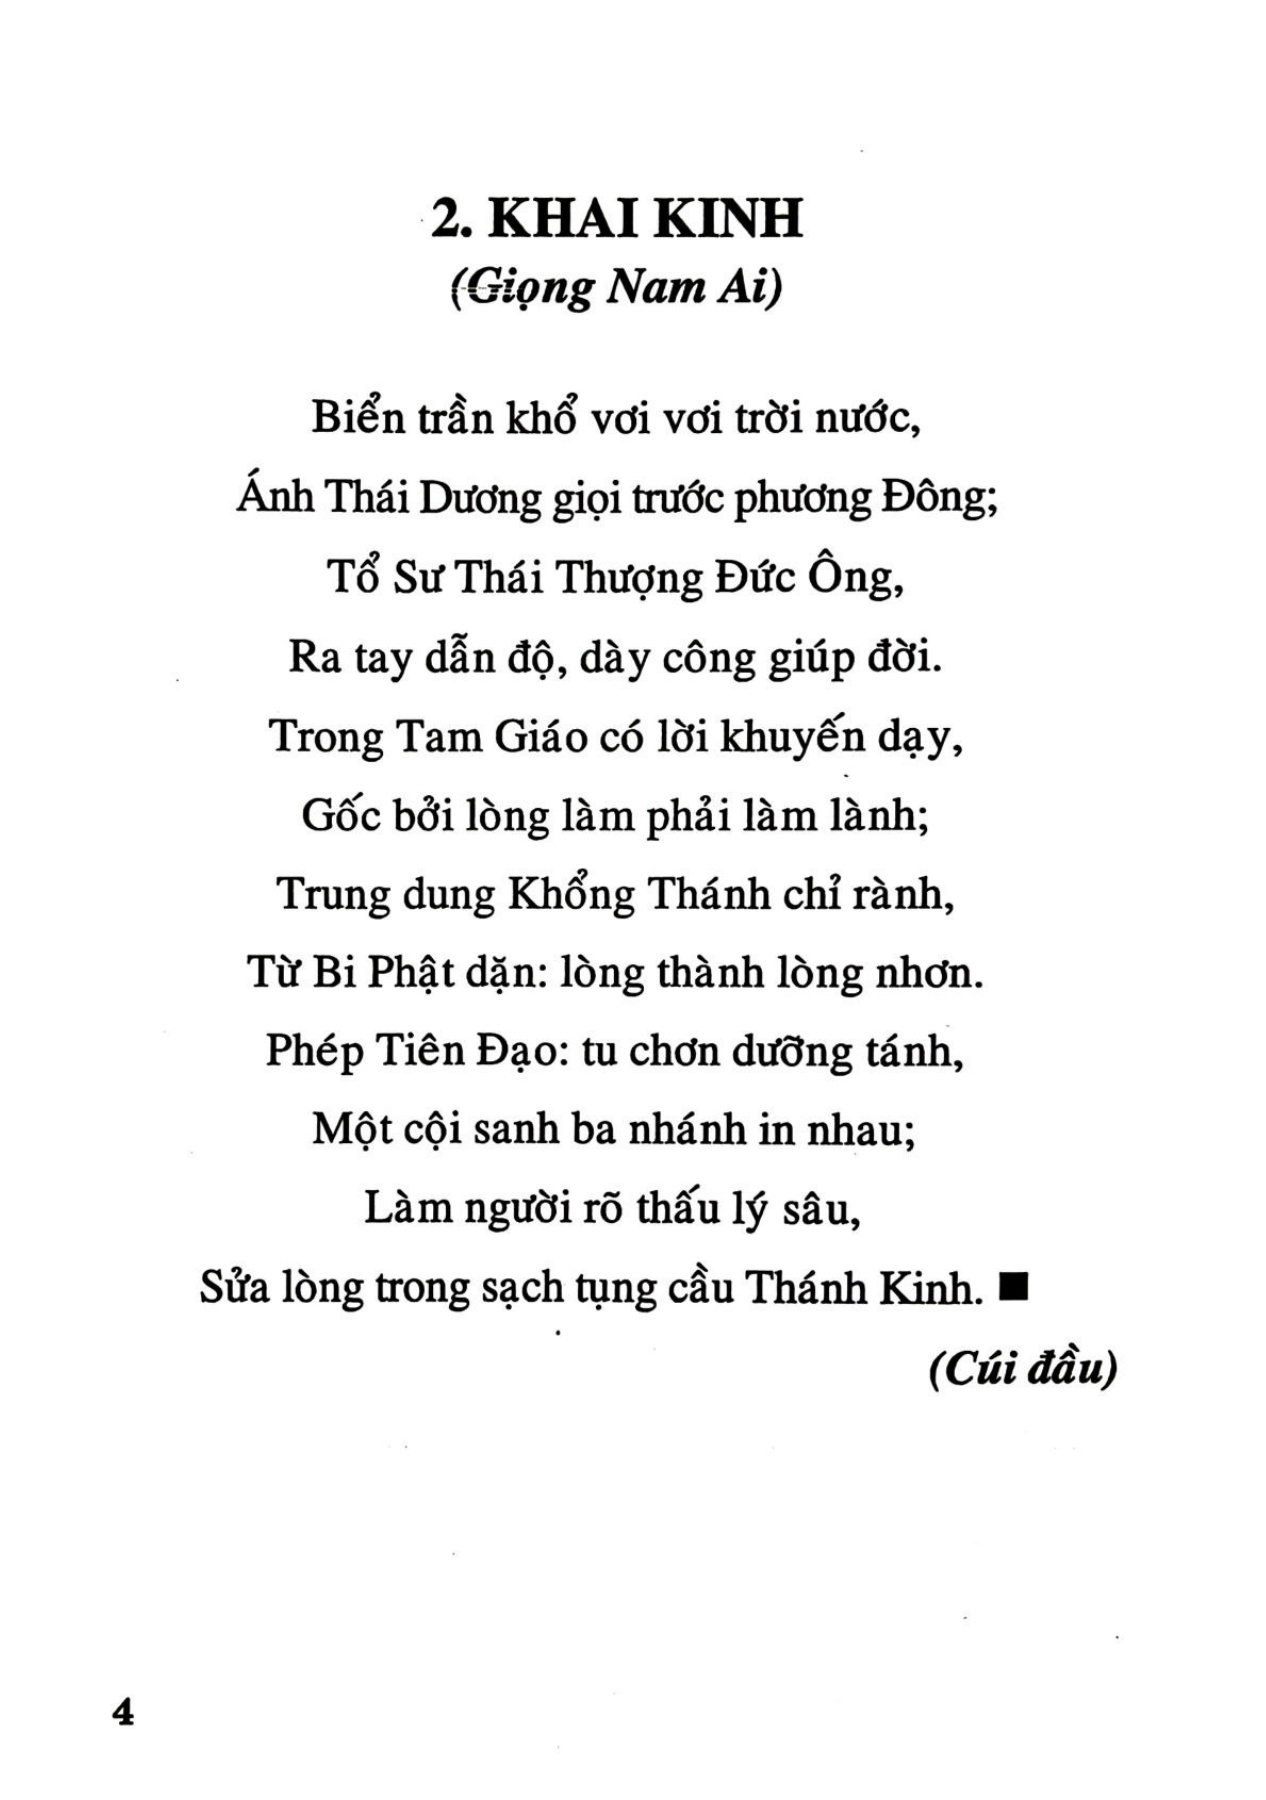 2. KHAI KINH
(Giọng Nam Ai)
Biển trần khổ vơi vơi trời nước,
Ánh Thái Dương giọi trước phương Đông;
Tổ Sư Thái Thượng Đức Ông,
Ra tay dẫn độ, dày công giúp đời.
Trong Tam Giáo có lời khuyến dạy,
Gốc bởi lòng làm phải làm lành;
Trung dung Khổng Thánh chỉ rành,
Từ Bi Phật dặn: lòng thành lòng nhơn.
Phép Tiên Đạo: tu chơn dưỡng tánh,
Một cội sanh ba nhánh in nhau;
Làm người rõ thấu lý sâu,
Sửa lòng trong sạch tụng cầu Thánh Kinh. ■
(Cúi đầu)
4